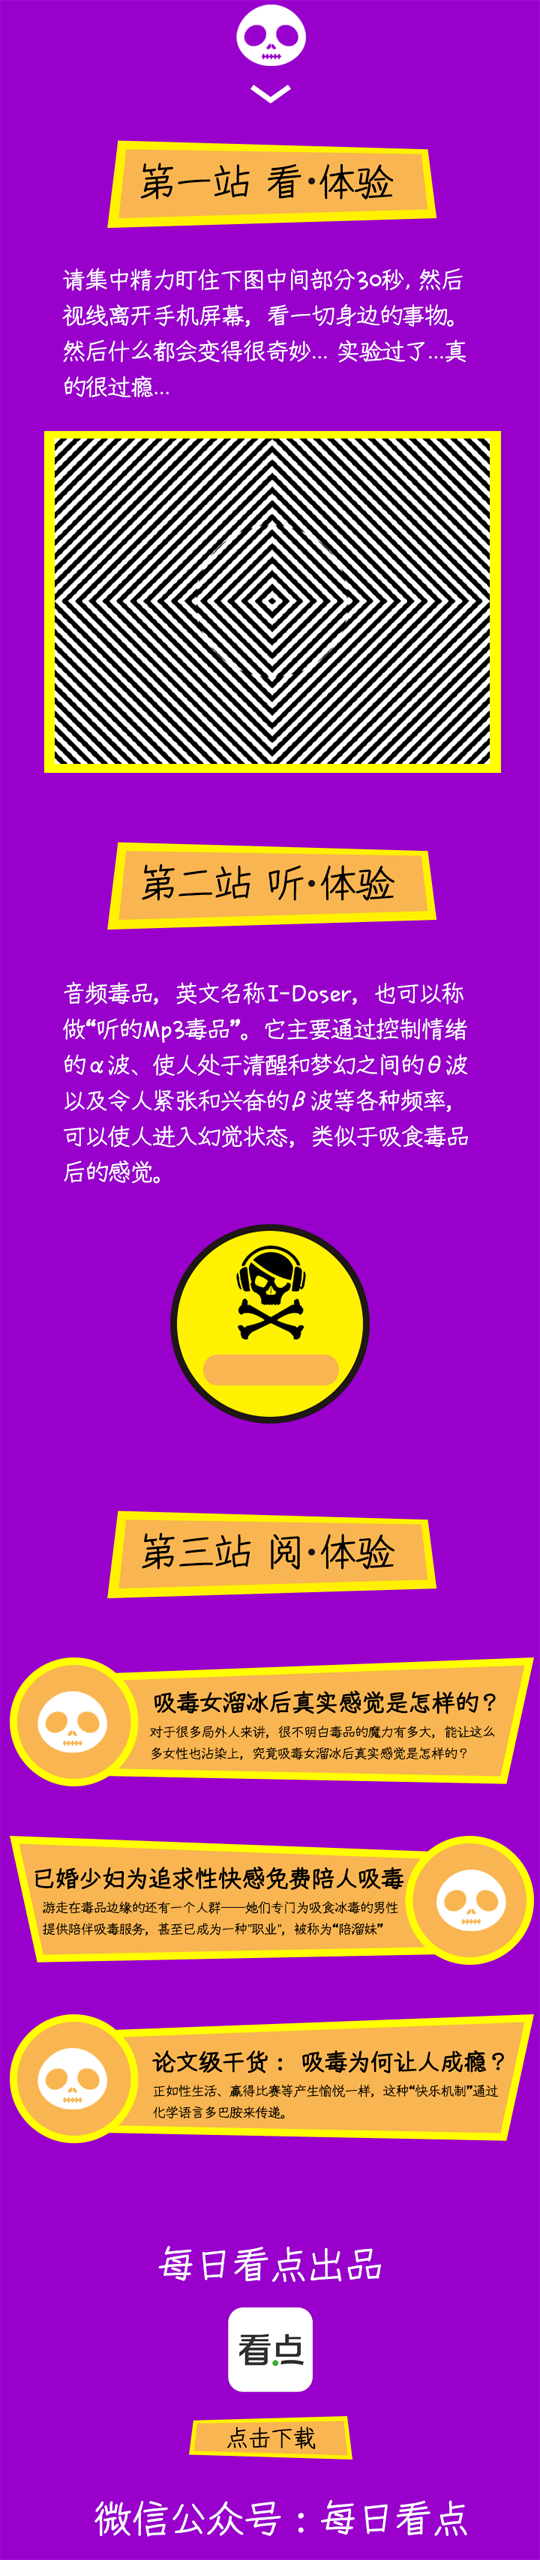 第一站 看·体验
请集中精力盯住下图中间部分30秒, 然后
视线离开手机屏幕，看一切身边的事物。
然后什么都会变得很奇妙... 实验过了...真
的很过瘾...
第二站 听·体验
音频毒品，英文名称I-Doser，也可以称
做“听的Mp3毒品”。它主要通过控制情绪
的α波、使人处于清醒和梦幻之间的θ波
以及令人紧张和兴奋的β波等各种频率，
可以使人进入幻觉状态，类似于吸食毒品
后的感觉。
第三站 阅·体验
吸毒女溜冰后真实感觉是怎样的？
对于很多局外人来讲，很不明白毒品的魔力有多大，能让这么
多女性也沾染上，究竟吸毒女溜冰后真实感觉是怎样的？
已婚少妇为追求性快感免费陪人吸毒
游走在毒品边缘的还有一个人群——她们专门为吸食冰毒的男性
提供陪伴吸毒服务，甚至已成为一种"职业"，被称为“陪溜妹”
论文级干货： 吸毒为何让人成瘾？
正如性生活、赢得比赛等产生愉悦一样，这种“快乐机制”通过
化学语言多巴胺来传递。
每日看点出品
看点
点击下载
微信公众号：每日看点